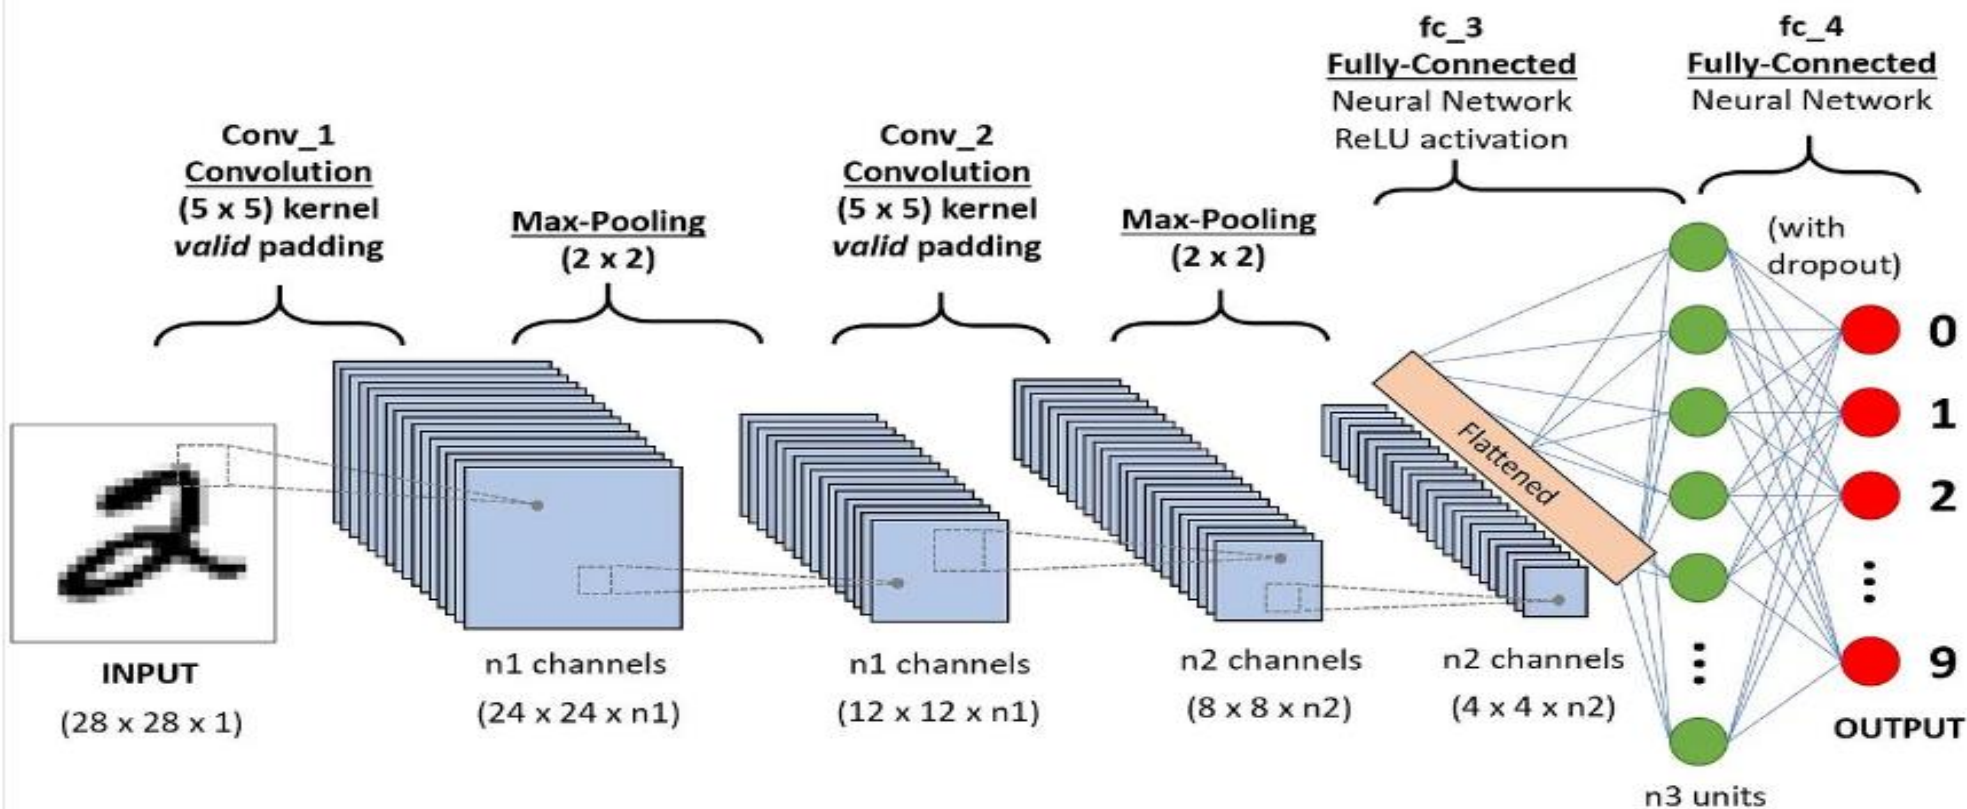 Conv_1
Convolution
(5 x 5) kernel
valid padding
Max-Pooling
(2 x 2)
Conv_2
Convolution
(5 x 5) kernel
valid padding
Max-Pooling
(2 x 2)
fc_3
Fully-Connected
Neural Network
ReLU activation
fc_4
Fully-Connected
Neural Network
(with
dropout)
Flattened
0
1
2
9
OUTPUT
INPUT
(28 x 28 x 1)
n1 channels
(24 x 24 x n1)
n1 channels
(12 x 12 x n1)
n2 channels
(8 x 8 x n2)
n2 channels
(4 x 4 x n2)
n3 units